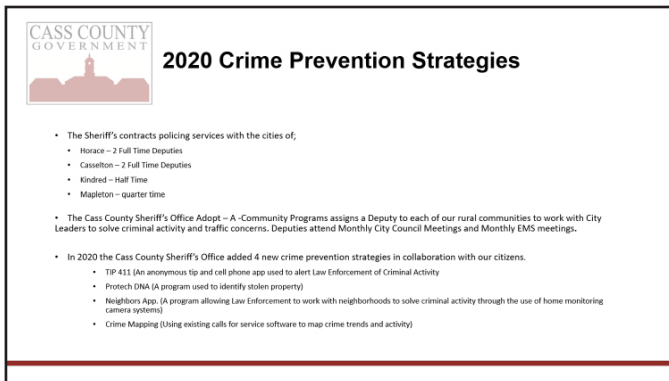 CASS COUNTY
GOVERNMENT
2020 Crime Prevention Strategies
• The Sheriff's contracts policing services with the cities of;
• Horace – 2 Full Time Deputies
• Casselton – 2 Full Time Deputies
• Kindred – Half Time
• Mapleton – quarter time
• The Cass County Sheriff's Office Adopt – A -Community Programs assigns a Deputy to each of our rural communities to work with City
Leaders to solve criminal activity and traffic concerns. Deputies attend Monthly City Council Meetings and Monthly EMS meetings.
• In 2020 the Cass County Sheriff's Office added 4 new crime prevention strategies in collaboration with our citizens.
• TIP 411 (An anonymous tip and cell phone app used to alert Law Enforcement of Criminal Activity
• Protech DNA (A program used to identify stolen property)
• Neighbors App. (A program allowing Law Enforcement to work with neighborhoods to solve criminal activity through the use of home monitoring
camera systems)
• Crime Mapping (Using existing calls for service software to map crime trends and activity)